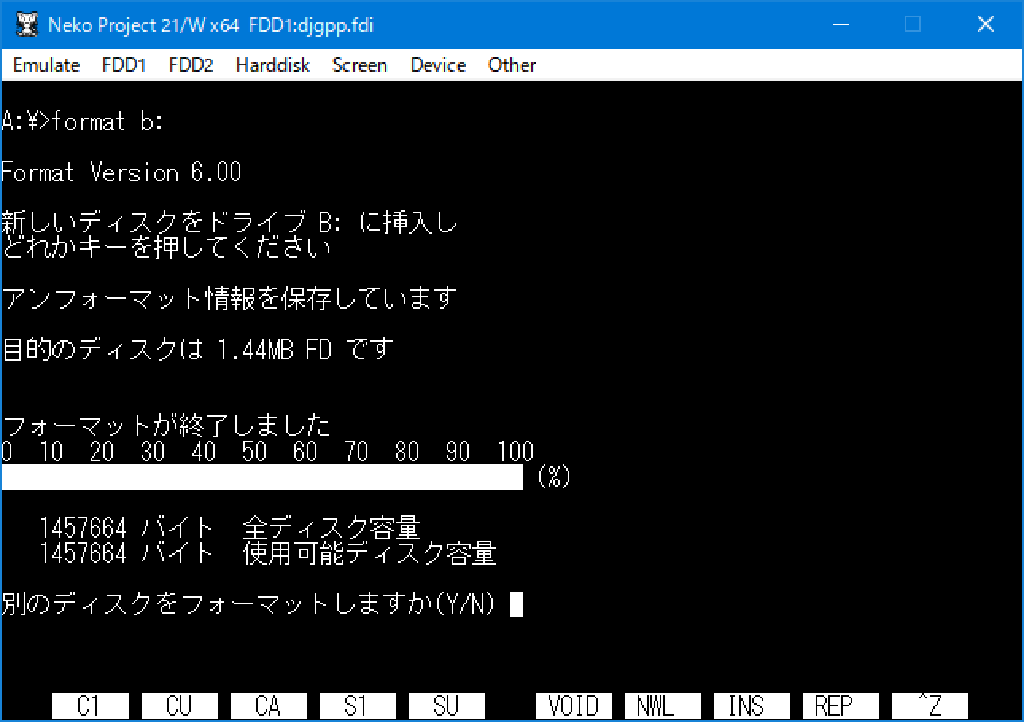 Neko Project 21/W x64  FDD1:djgpp.fdi
Emulate FDD1 FDD2 Harddisk Screen Device Other
A:¥>format b:
Format Version 6.00
新しいディスクをドライブ B: に挿入し
どれかキーを押してください
アンフォーマット情報を保存しています
目的のディスクは 1.44MB FD です
フォーマットが終了しました
0 10 20 30 40 50 60 70 80 90 100
(%)
1457664 バイト 全ディスク容量
1457664 バイト 使用可能ディスク容量
別のディスクをフォーマットしますか(Y/N)
C1 CU CA S1 SU VOID NWL INS REP ^Z